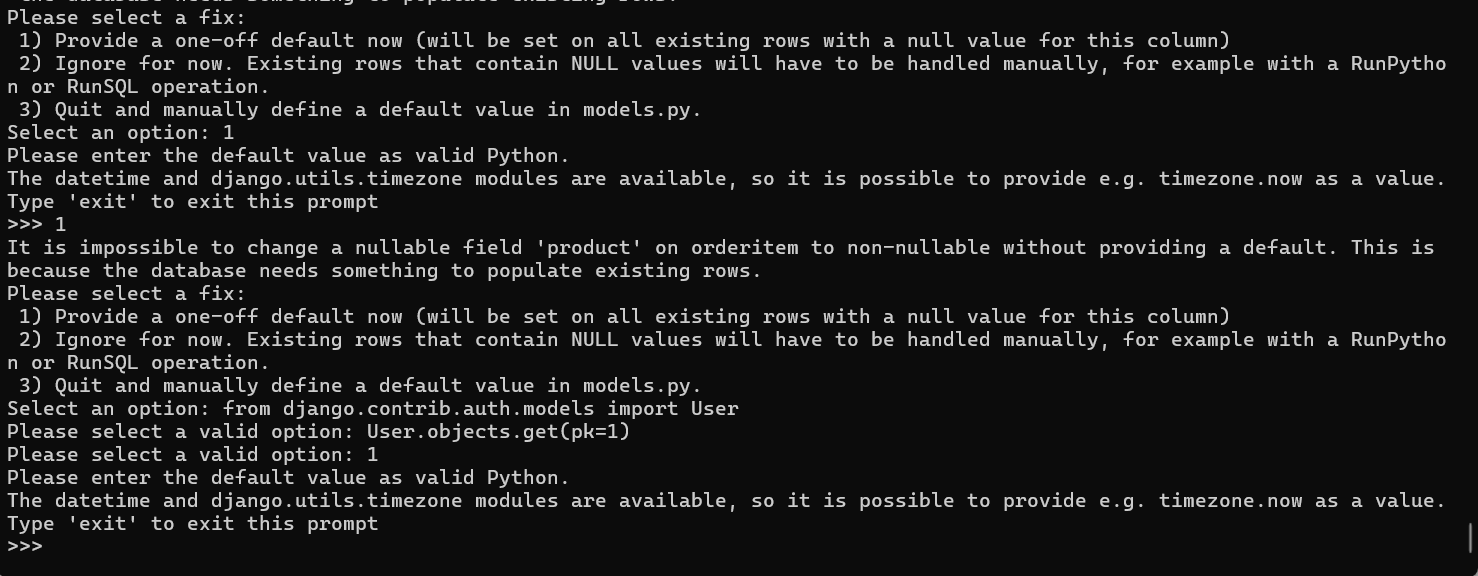 the database needs something to populate existing rows.
Please select a fix:
 1) Provide a one-off default now (will be set on all existing rows with a null value for this column)
 2) Ignore for now. Existing rows that contain NULL values will have to be handled manually, for example with a RunPytho
n or RunSQL operation.
 3) Quit and manually define a default value in models.py.
Select an option: 1
Please enter the default value as valid Python.
The datetime and django.utils.timezone modules are available, so it is possible to provide e.g. timezone.now as a value.
Type 'exit' to exit this prompt
>>> 1
It is impossible to change a nullable field 'product' on orderitem to non-nullable without providing a default. This is
because the database needs something to populate existing rows.
Please select a fix:
 1) Provide a one-off default now (will be set on all existing rows with a null value for this column)
 2) Ignore for now. Existing rows that contain NULL values will have to be handled manually, for example with a RunPytho
n or RunSQL operation.
 3) Quit and manually define a default value in models.py.
Select an option: from django.contrib.auth.models import User
Please select a valid option: User.objects.get(pk=1)
Please select a valid option: 1
Please enter the default value as valid Python.
The datetime and django.utils.timezone modules are available, so it is possible to provide e.g. timezone.now as a value.
Type 'exit' to exit this prompt
>>>